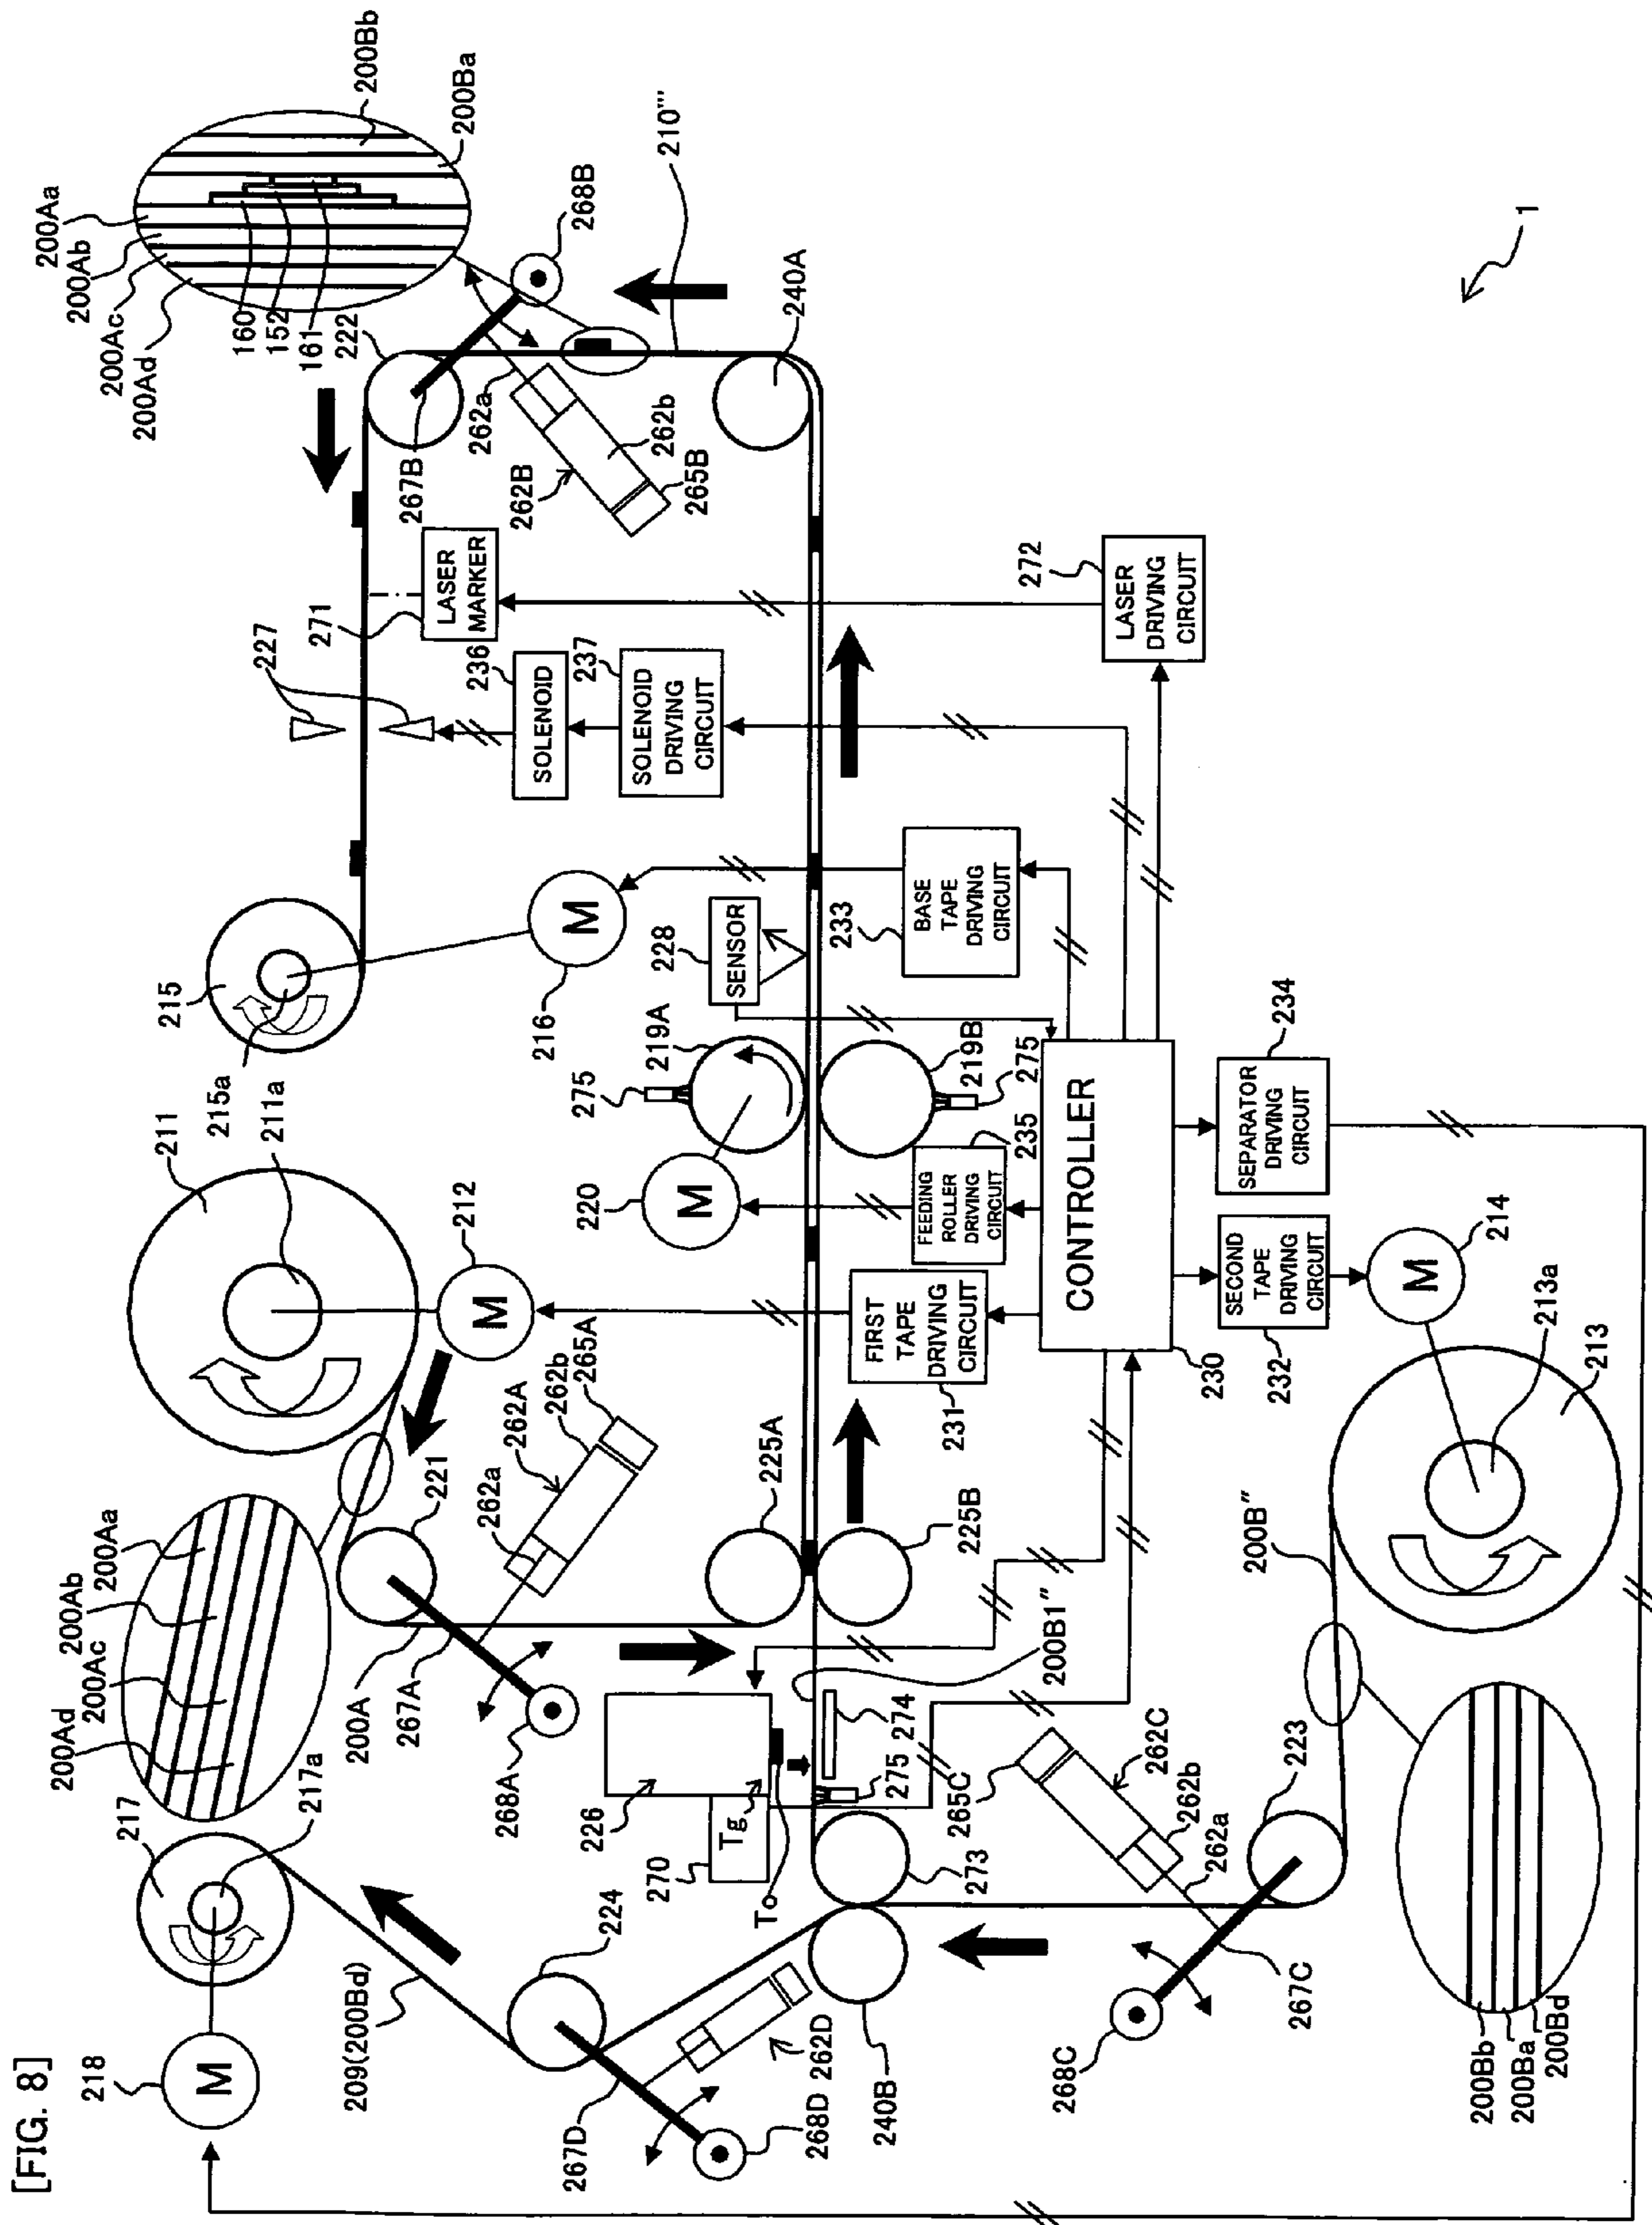 [FIG. 8]
218
M
217
217a
209(200Bd)
224
267D
268D
262D
240B
200Ad
200Ac
200Ab
200Aa
200A
267A
268A
221
262a
262A
262b
265A
211
211a
212
M
215
215a
216
M
226
270
Tg
To
273
275
274
200B1"
225A
225B
220
M
275
219A
219B
275
228
SENSOR
227
236
SOLENOID
237
SOLENOID
DRIVING
CIRCUIT
271
LASER
MARKER
272
LASER
DRIVING
CIRCUIT
233
BASE
TAPE
DRIVING
CIRCUIT
235
FEEDING
ROLLER
DRIVING
CIRCUIT
231
FIRST
TAPE
DRIVING
CIRCUIT
CONTROLLER
230
232
SECOND
TAPE
DRIVING
CIRCUIT
234
SEPARATOR
DRIVING
CIRCUIT
214
M
213a
213
200B"
223
262C
262b
262a
265C
267C
268C
200Bb
200Ba
200Bd
200Ad
200Ac
200Ab
200Aa
160
152
161
222
200Bb
200Ba
268B
210'''
240A
267B
262a
262B
262b
265B
1